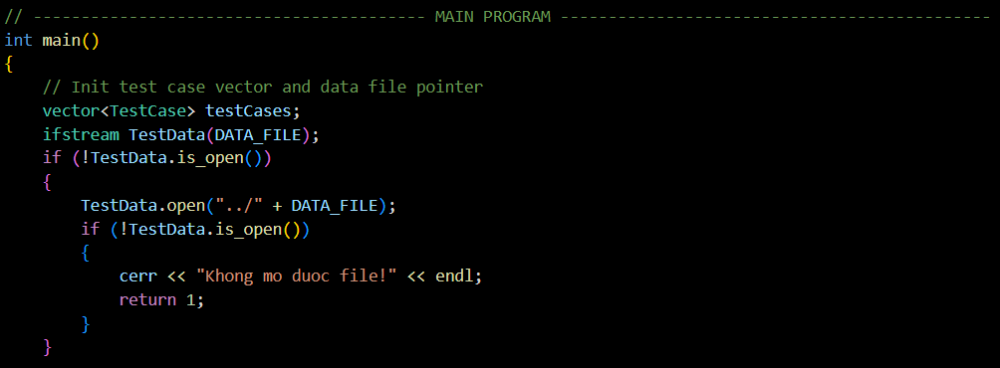 // ----------------------------------------- MAIN PROGRAM ---------------------------------------------
int main()
{
    // Init test case vector and data file pointer
    vector<TestCase> testCases;
    ifstream TestData(DATA_FILE);
    if (!TestData.is_open())
    {
        TestData.open("../" + DATA_FILE);
        if (!TestData.is_open())
        {
            cerr << "Khong mo duoc file!" << endl;
            return 1;
        }
    }